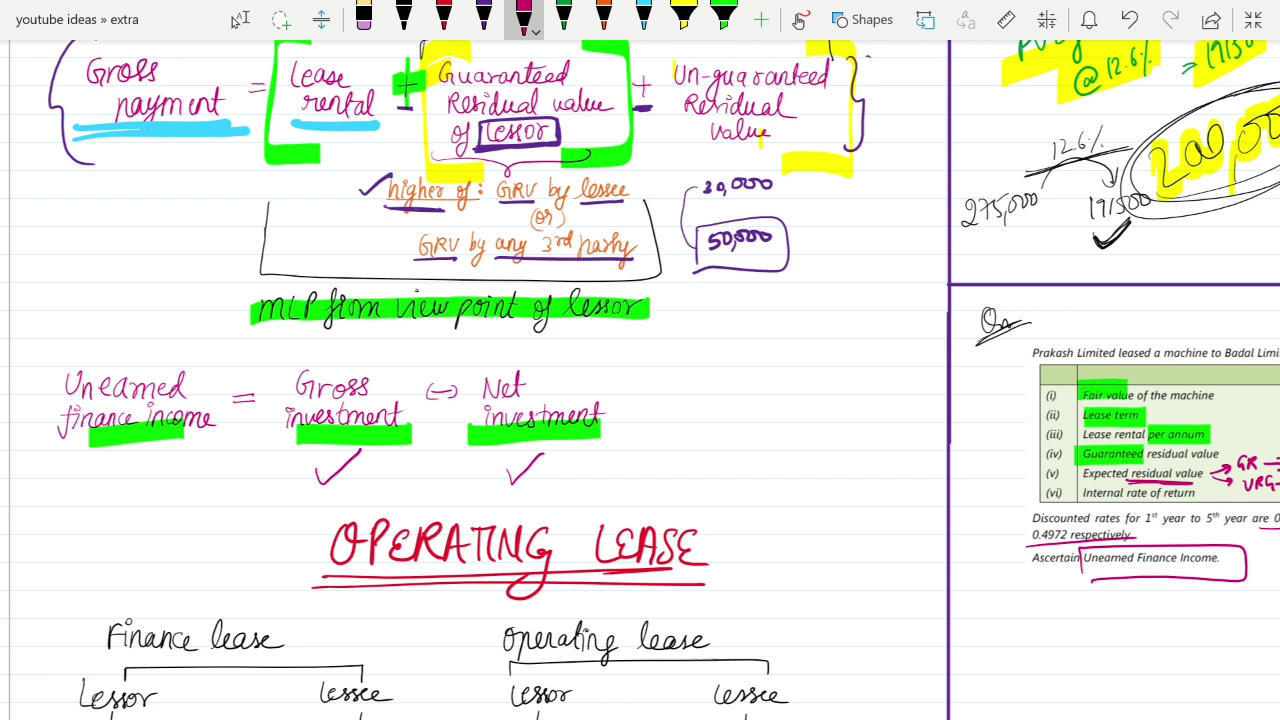 youtube ideas » extra
Shapes
Gross payment = Lease rental + Guaranteed Residual value of lessor + Un-guaranteed Residual value
higher of: GRV by lessee
(or)
GRV by any 3rd party
30,000
50,000
MLP from view point of lessor
Unearned finance income = Gross investment (-) Net investment
OPERATING LEASE
Finance lease
Operating lease
Lessor
Lessee
Lessor
Lessee
@ 12.6%
= 191500
12.6%
275,000
191500
200,00
Prakash Limited leased a machine to Badal Limi
(i) Fair value of the machine
(ii) Lease term
(iii) Lease rental per annum
(iv) Guaranteed residual value
(v) Expected residual value
GR
URG
(vi) Internal rate of return
Discounted rates for 1st year to 5th year are 0
0.4972 respectively.
Ascertain Unearned Finance Income.